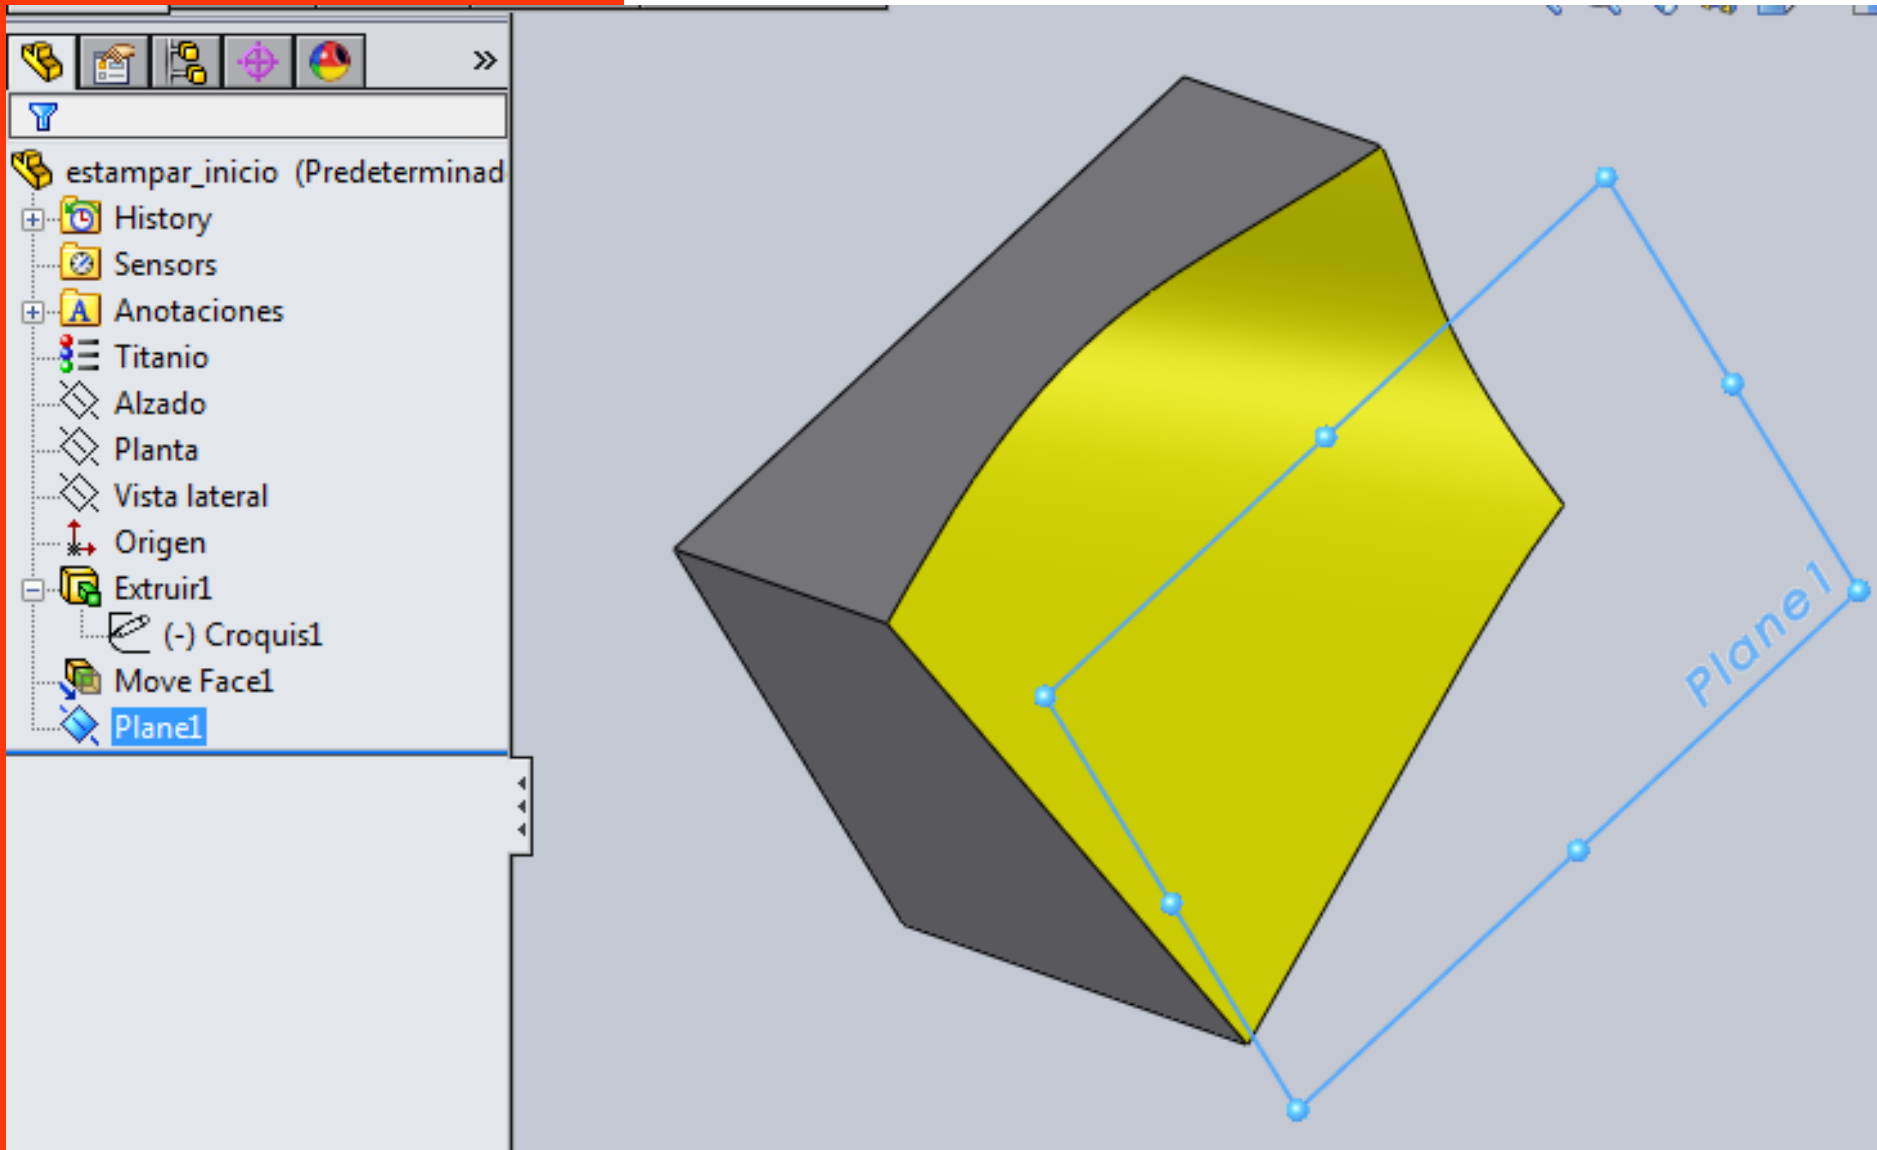 estampar_inicio (Predeterminad
History
Sensors
Anotaciones
Titanio
Alzado
Planta
Vista lateral
Origen
Extruir1
(-) Croquis1
Move Face1
Plane1
Plane1